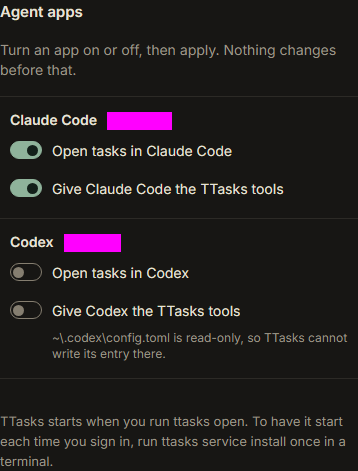 Agent apps
Turn an app on or off, then apply. Nothing changes
before that.
Claude Code
Open tasks in Claude Code
Give Claude Code the TTasks tools
Codex
Open tasks in Codex
Give Codex the TTasks tools
~\.codex\config.toml is read-only, so TTasks cannot
write its entry there.
TTasks starts when you run ttasks open. To have it start
each time you sign in, run ttasks service install once in a
terminal.